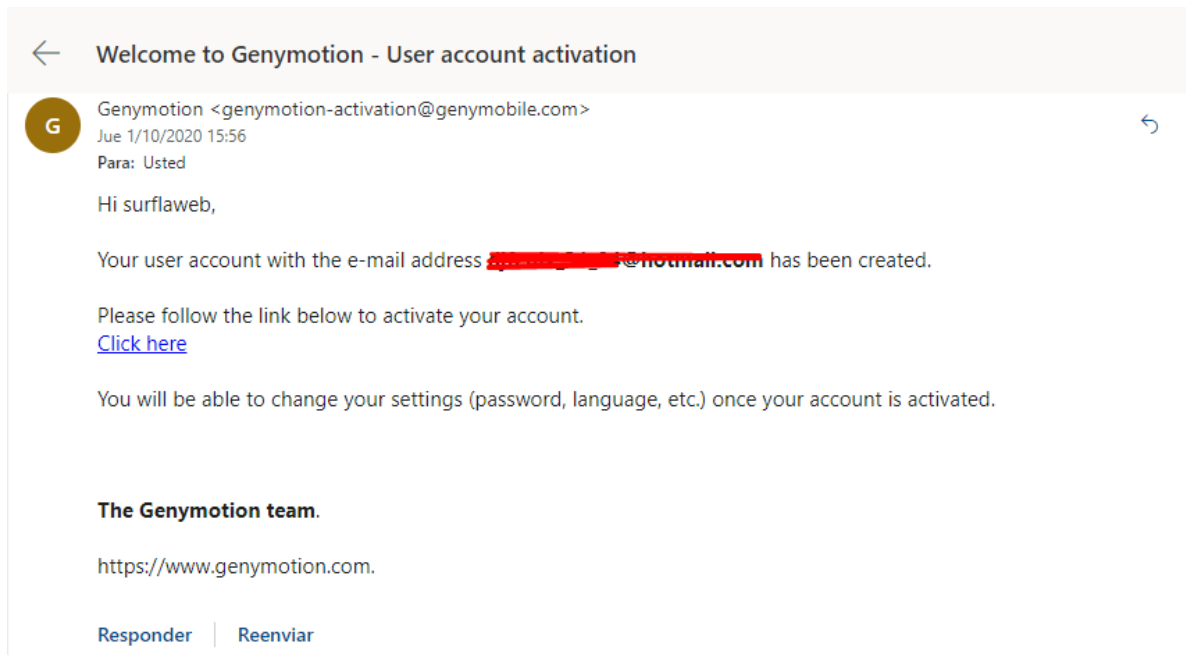 Welcome to Genymotion - User account activation
G
Genymotion <genymotion-activation@genymobile.com>
Jue 1/10/2020 15:56
Para: Usted
Hi surflaweb,
Your user account with the e-mail address @hotmail.com has been created.
Please follow the link below to activate your account.
Click here
You will be able to change your settings (password, language, etc.) once your account is activated.
The Genymotion team.
https://www.genymotion.com.
Responder
Reenviar